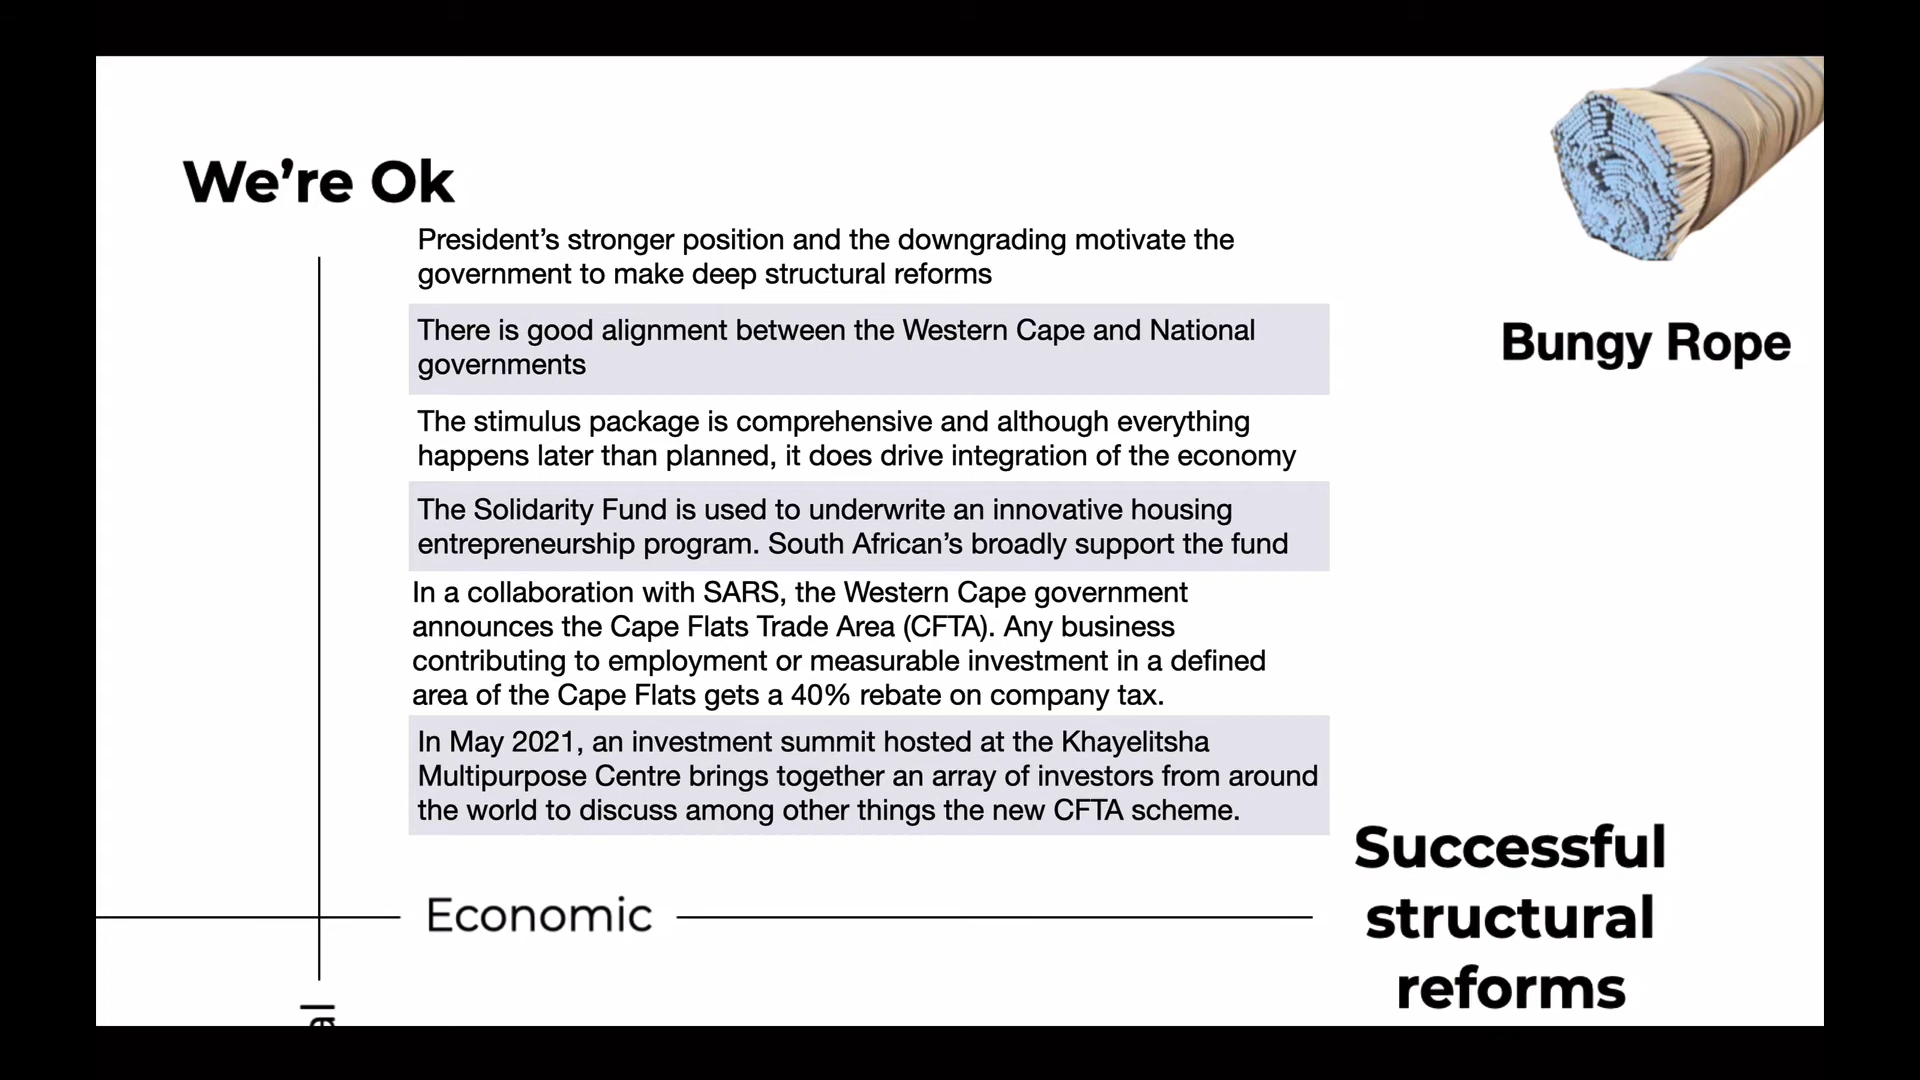 We’re Ok
President’s stronger position and the downgrading motivate the
government to make deep structural reforms
There is good alignment between the Western Cape and National
governments
Bungy Rope
The stimulus package is comprehensive and although everything
happens later than planned, it does drive integration of the economy
The Solidarity Fund is used to underwrite an innovative housing
entrepreneurship program. South African’s broadly support the fund
In a collaboration with SARS, the Western Cape government
announces the Cape Flats Trade Area (CFTA). Any business
contributing to employment or measurable investment in a defined
area of the Cape Flats gets a 40% rebate on company tax.
In May 2021, an investment summit hosted at the Khayelitsha
Multipurpose Centre brings together an array of investors from around
the world to discuss among other things the new CFTA scheme.
Economic
Successful
structural
reforms